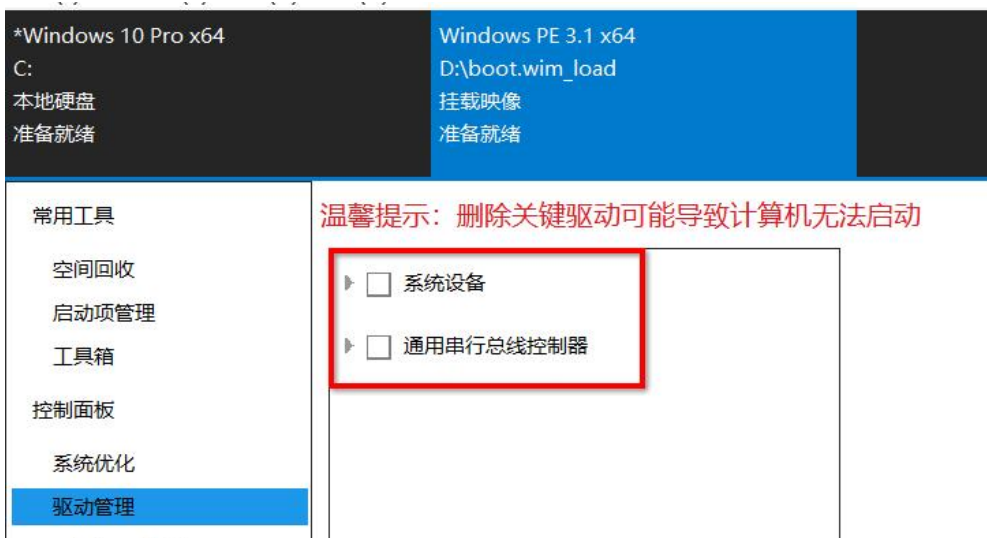 *Windows 10 Pro x64
C:
本地硬盘
准备就绪
Windows PE 3.1 x64
D:\boot.wim_load
挂载映像
准备就绪
常用工具
空间回收
启动项管理
工具箱
控制面板
系统优化
驱动管理
温馨提示：删除关键驱动可能导致计算机无法启动
系统设备
通用串行总线控制器